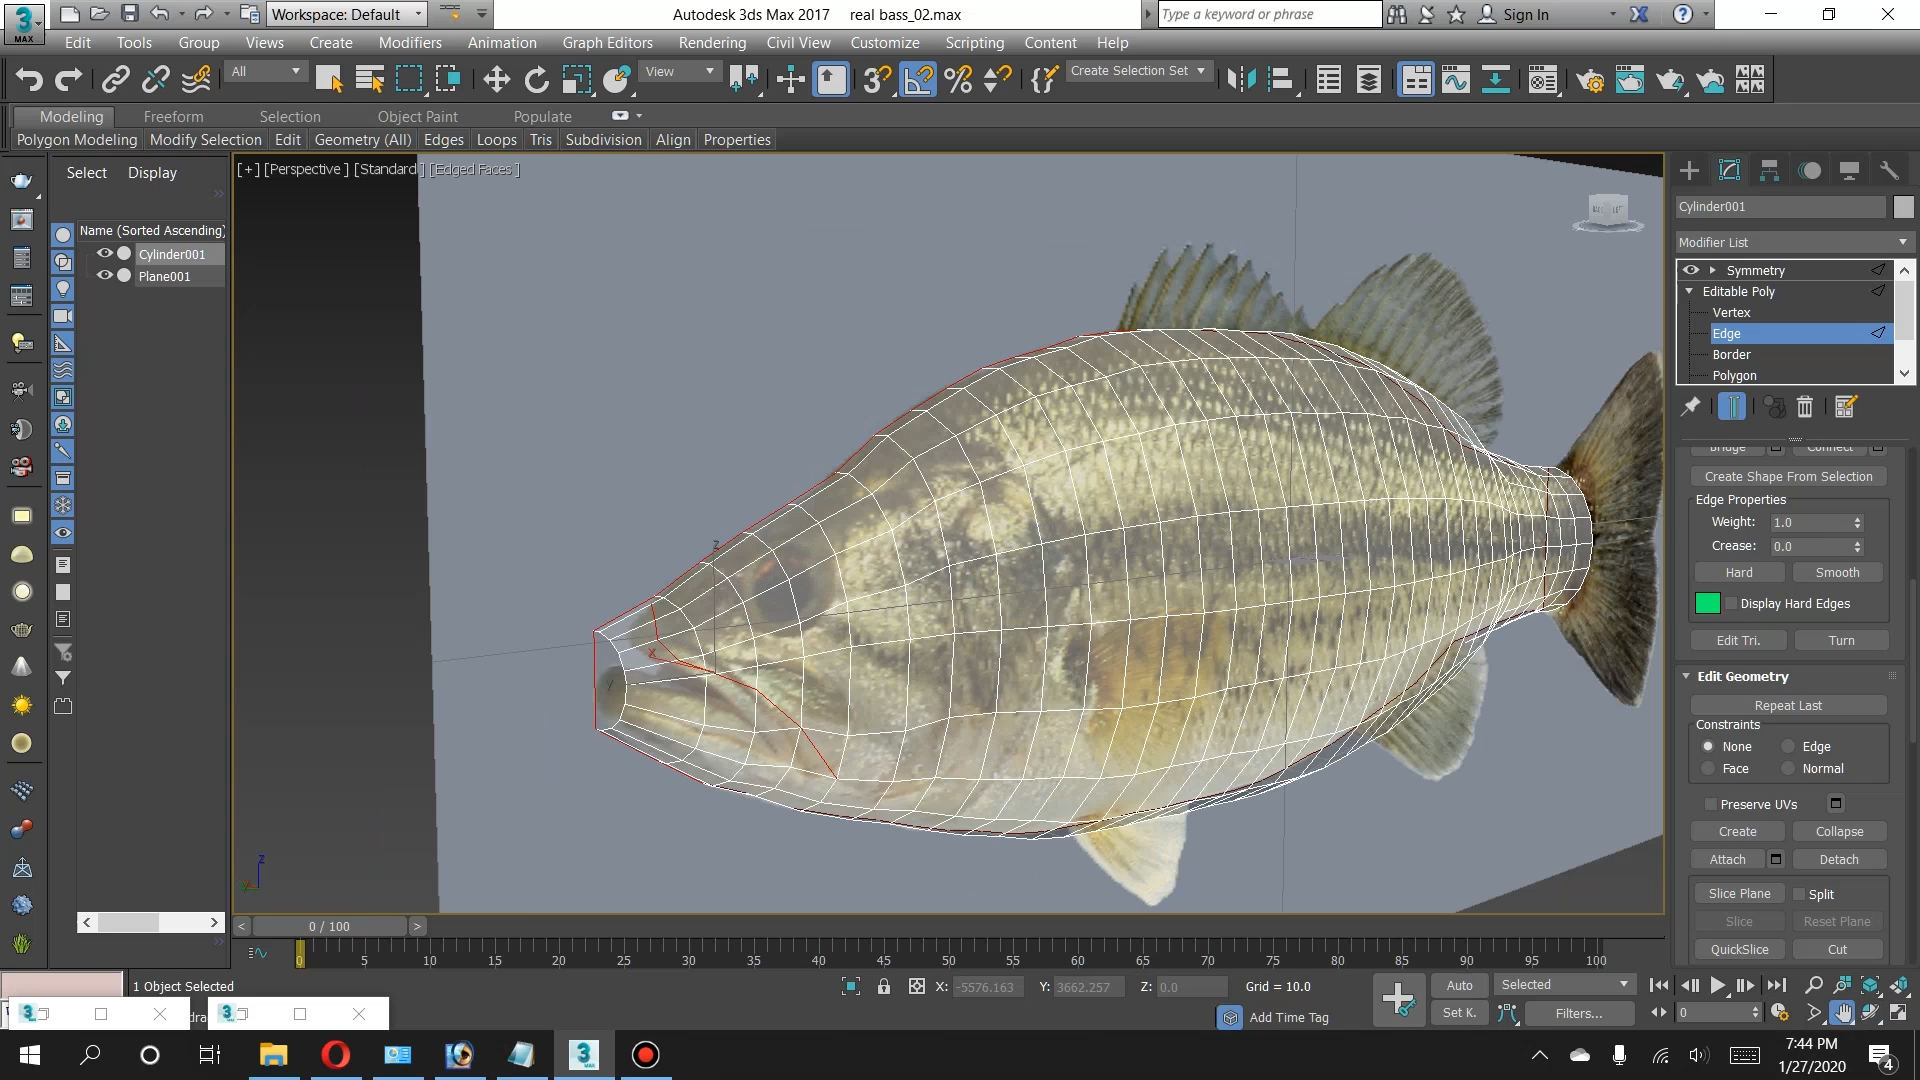 3
MAX
Workspace: Default
Autodesk 3ds Max 2017 real bass_02.max
Type a keyword or phrase
Sign In
Edit Tools Group Views Create Modifiers Animation Graph Editors Rendering Civil View Customize Scripting Content Help
All
View
Create Selection Set
Modeling Freeform Selection Object Paint Populate
Polygon Modeling Modify Selection Edit Geometry (All) Edges Loops Tris Subdivision Align Properties
Select Display
[+] [Perspective ] [Standard ] [Edged Faces ]
Name (Sorted Ascending)
Cylinder001
Plane001
z
x
y
z
Cylinder001
Modifier List
Symmetry
Editable Poly
Vertex
Edge
Border
Polygon
Bridge Connect
Create Shape From Selection
Edge Properties
Weight: 1.0
Crease: 0.0
Hard Smooth
Display Hard Edges
Edit Tri. Turn
Edit Geometry
Repeat Last
Constraints
None Edge
Face Normal
Preserve UVs
Create Collapse
Attach Detach
Slice Plane Split
Slice Reset Plane
QuickSlice Cut
< 0 / 100 >
0 5 10 15 20 25 30 35 40 45 50 55 60 65 70 75 80 85 90 95 100
1 Object Selected
X: -5576.163 Y: 3662.257 Z: 0.0 Grid = 10.0
Auto Selected
Set K. Filters...
0
dra
Add Time Tag
7:44 PM
1/27/2020
4